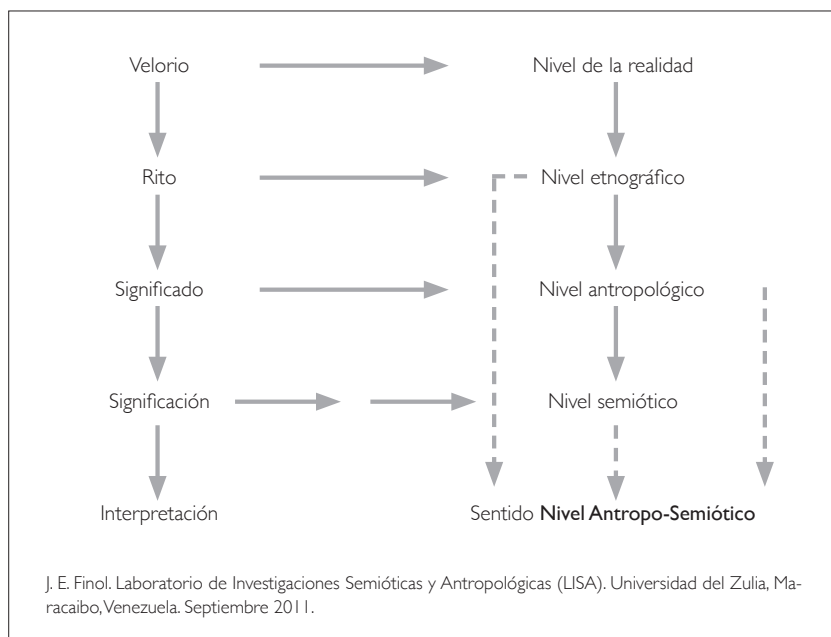 Velorio Nivel de la realidad
Rito Nivel etnográfico
Significado Nivel antropológico
Significación Nivel semiótico
Interpretación Sentido Nivel Antropo-Semiótico
J. E. Finol. Laboratorio de Investigaciones Semióticas y Antropológicas (LISA). Universidad del Zulia, Ma-
racaibo, Venezuela. Septiembre 2011.